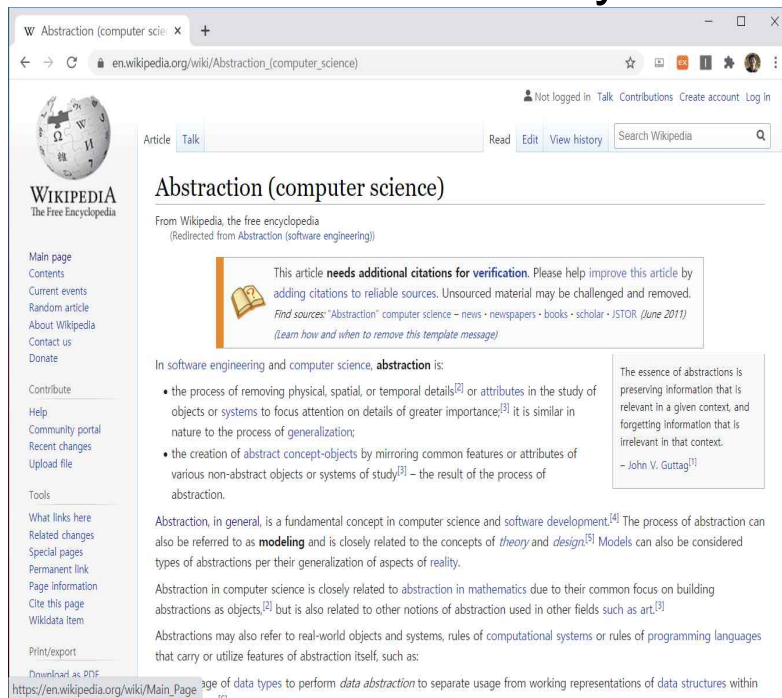 Abstraction (computer scie
en.wikipedia.org/wiki/Abstraction_(computer_science)
Not logged in Talk Contributions Create account Log in
Article Talk
Read Edit View history Search Wikipedia
WIKIPEDIA
The Free Encyclopedia
Main page
Contents
Current events
Random article
About Wikipedia
Contact us
Donate
Contribute
Help
Community portal
Recent changes
Upload file
Tools
What links here
Related changes
Special pages
Permanent link
Page information
Cite this page
Wikidata item
Print/export
Download as PDF
Abstraction (computer science)
From Wikipedia, the free encyclopedia
(Redirected from Abstraction (software engineering))
This article needs additional citations for verification. Please help improve this article by
adding citations to reliable sources. Unsourced material may be challenged and removed.
Find sources: "Abstraction" computer science – news · newspapers · books · scholar · JSTOR (June 2011)
(Learn how and when to remove this template message)
In software engineering and computer science, abstraction is:
• the process of removing physical, spatial, or temporal details[2] or attributes in the study of
objects or systems to focus attention on details of greater importance;[3] it is similar in
nature to the process of generalization;
• the creation of abstract concept-objects by mirroring common features or attributes of
various non-abstract objects or systems of study[3] – the result of the process of
abstraction.
The essence of abstractions is
preserving information that is
relevant in a given context, and
forgetting information that is
irrelevant in that context.
– John V. Guttag[1]
Abstraction, in general, is a fundamental concept in computer science and software development.[4] The process of abstraction can
also be referred to as modeling and is closely related to the concepts of theory and design.[5] Models can also be considered
types of abstractions per their generalization of aspects of reality.
Abstraction in computer science is closely related to abstraction in mathematics due to their common focus on building
abstractions as objects,[2] but is also related to other notions of abstraction used in other fields such as art.[3]
Abstractions may also refer to real-world objects and systems, rules of computational systems or rules of programming languages
that carry or utilize features of abstraction itself, such as:
age of data types to perform data abstraction to separate usage from working representations of data structures within
https://en.wikipedia.org/wiki/Main_Page